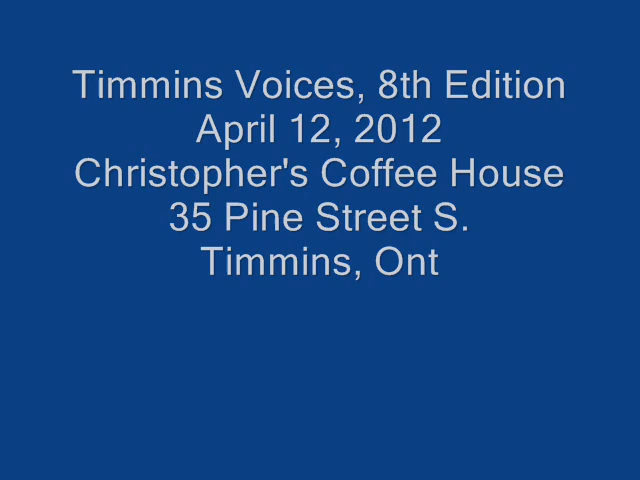 Timmins Voices, 8th Edition
April 12, 2012
Christopher's Coffee House
35 Pine Street S.
Timmins, Ont